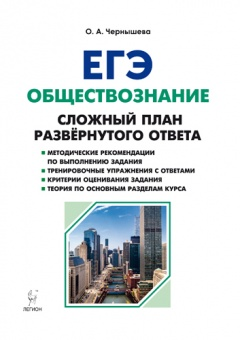 О. А. Чернышева
ЕГЭ
ОБЩЕСТВОЗНАНИЕ
СЛОЖНЫЙ ПЛАН
РАЗВЁРНУТОГО ОТВЕТА
МЕТОДИЧЕСКИЕ РЕКОМЕНДАЦИИ
ПО ВЫПОЛНЕНИЮ ЗАДАНИЯ
ТРЕНИРОВОЧНЫЕ УПРАЖНЕНИЯ С ОТВЕТАМИ
КРИТЕРИИ ОЦЕНИВАНИЯ ЗАДАНИЯ
ТЕОРИЯ ПО ОСНОВНЫМ РАЗДЕЛАМ КУРСА
ЛЕГИОН